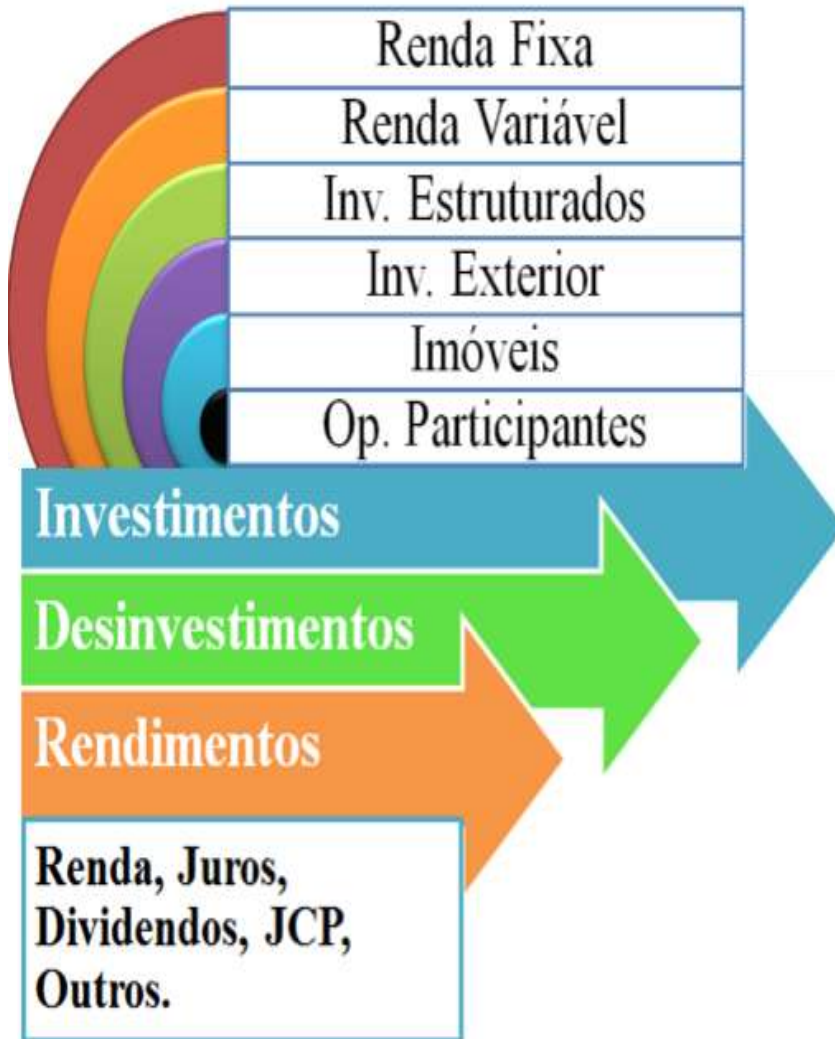 Renda Fixa
Renda Variável
Inv. Estruturados
Inv. Exterior
Imóveis
Op. Participantes
Investimentos
Desinvestimentos
Rendimentos
Renda, Juros,
Dividendos, JCP,
Outros.